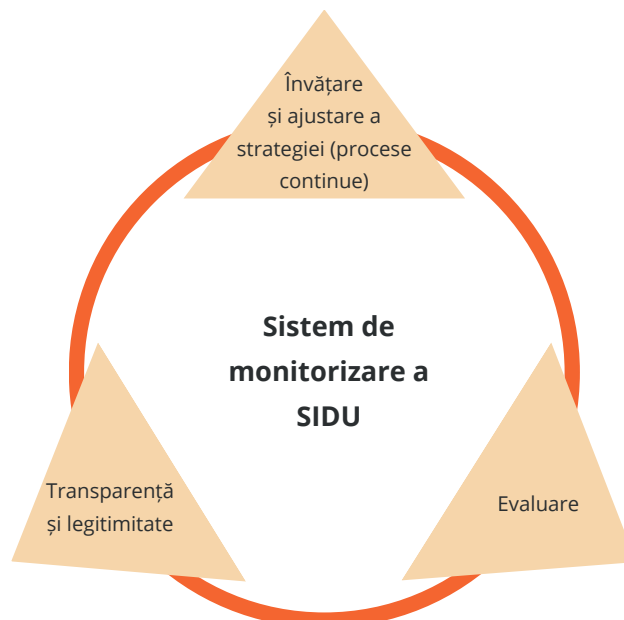 Învățare
și ajustare a
strategiei (procese
continue)
Sistem de
monitorizare a
SIDU
Transparență
și legitimitate
Evaluare